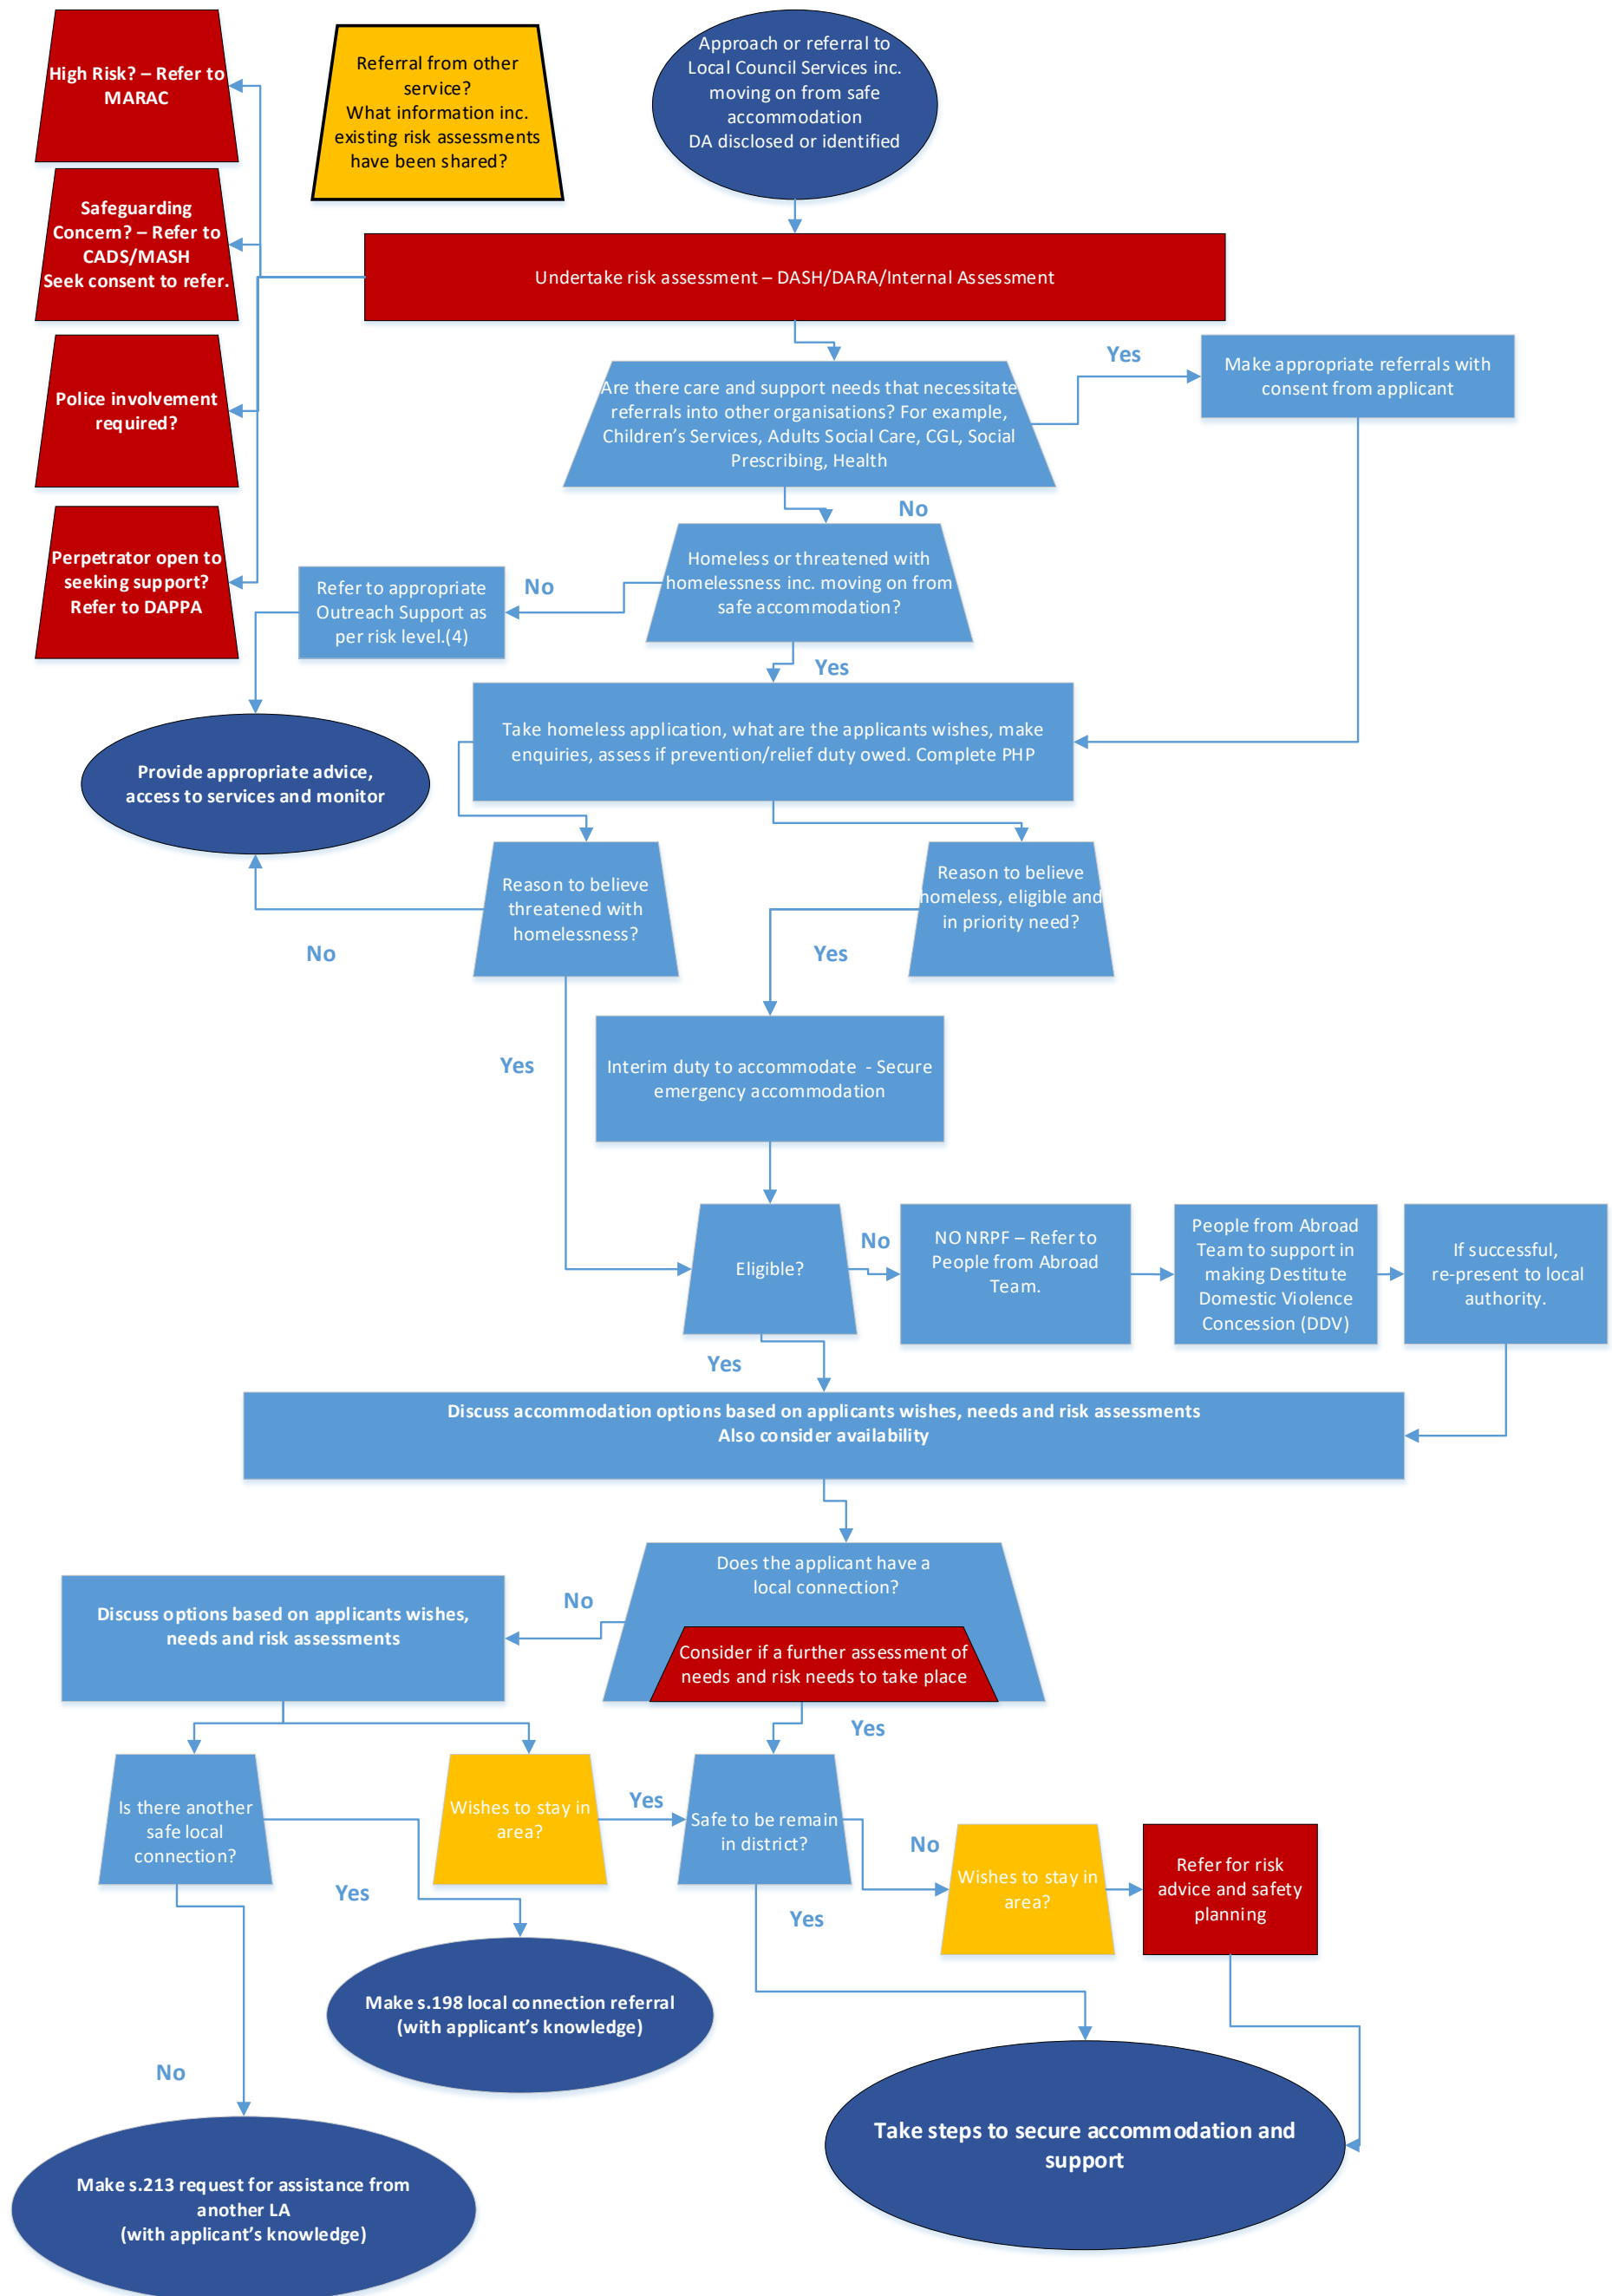 High Risk? – Refer to
MARAC
Referral from other
service?
What information inc.
existing risk assessments
have been shared?
Approach or referral to
Local Council Services inc.
moving on from safe
accommodation
DA disclosed or identified
Safeguarding
Concern? – Refer to
CADS/MASH
Seek consent to refer.
Undertake risk assessment – DASH/DARA/Internal Assessment
Police involvement
required?
Are there care and support needs that necessitate
referrals into other organisations? For example,
Children's Services, Adults Social Care, CGL, Social
Prescribing, Health
Yes
Make appropriate referrals with
consent from applicant
No
Perpetrator open to
seeking support?
Refer to DAPPA
Homeless or threatened with
homelessness inc. moving on from
safe accommodation?
No
Refer to appropriate
Outreach Support as
per risk level.(4)
Yes
Take homeless application, what are the applicants wishes, make
enquiries, assess if prevention/relief duty owed. Complete PHP
Provide appropriate advice,
access to services and monitor
Reason to believe
threatened with
homelessness?
Reason to believe
homeless, eligible and
in priority need?
No
Yes
Yes
Interim duty to accommodate - Secure
emergency accommodation
Eligible?
No
NO NRPF – Refer to
People from Abroad
Team.
People from Abroad
Team to support in
making Destitute
Domestic Violence
Concession (DDV)
If successful,
re-present to local
authority.
Yes
Discuss accommodation options based on applicants wishes, needs and risk assessments
Also consider availability
Does the applicant have a
local connection?
Consider if a further assessment of
needs and risk needs to take place
No
Discuss options based on applicants wishes,
needs and risk assessments
Yes
Is there another
safe local
connection?
Wishes to stay in
area?
Yes
Safe to be remain
in district?
No
Wishes to stay in
area?
Refer for risk
advice and safety
planning
Yes
Yes
Make s.198 local connection referral
(with applicant's knowledge)
No
Take steps to secure accommodation and
support
Make s.213 request for assistance from
another LA
(with applicant's knowledge)